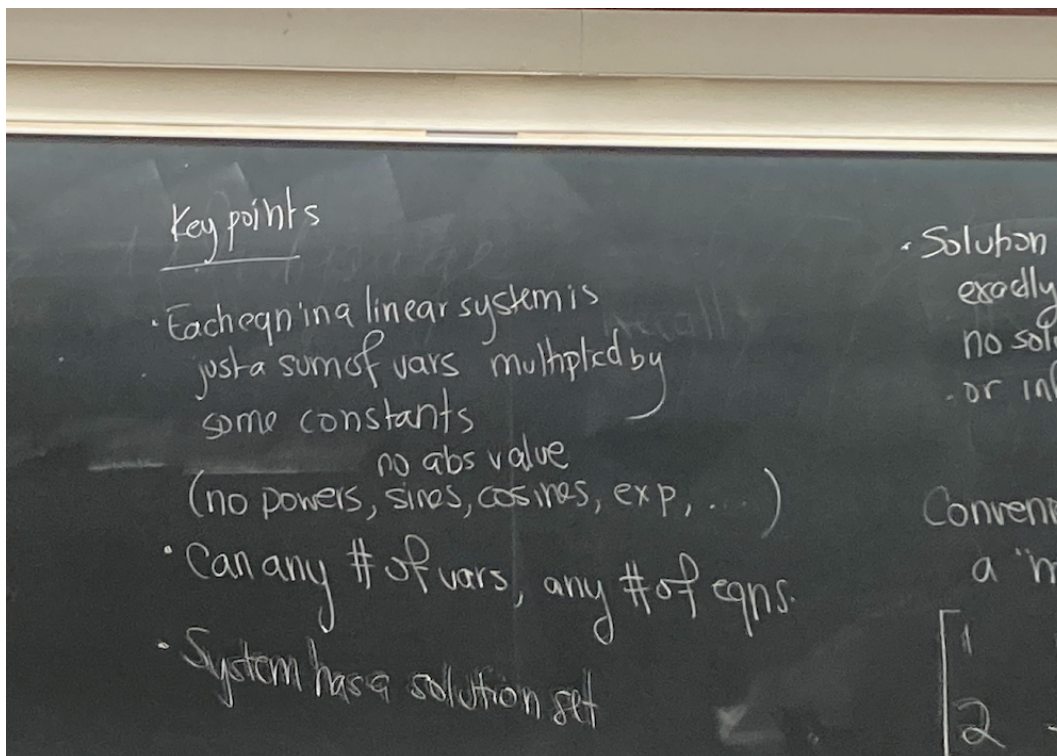 Key points
• Each eqn in a linear system is
just a sum of vars multiplied by
some constants
no abs value
(no powers, sines, cosines, exp, ....)
• Can any # of vars, any # of eqns.
• System has a solution set
• Solution
exactly
no sol
• or in
Conven
a "m
1
2